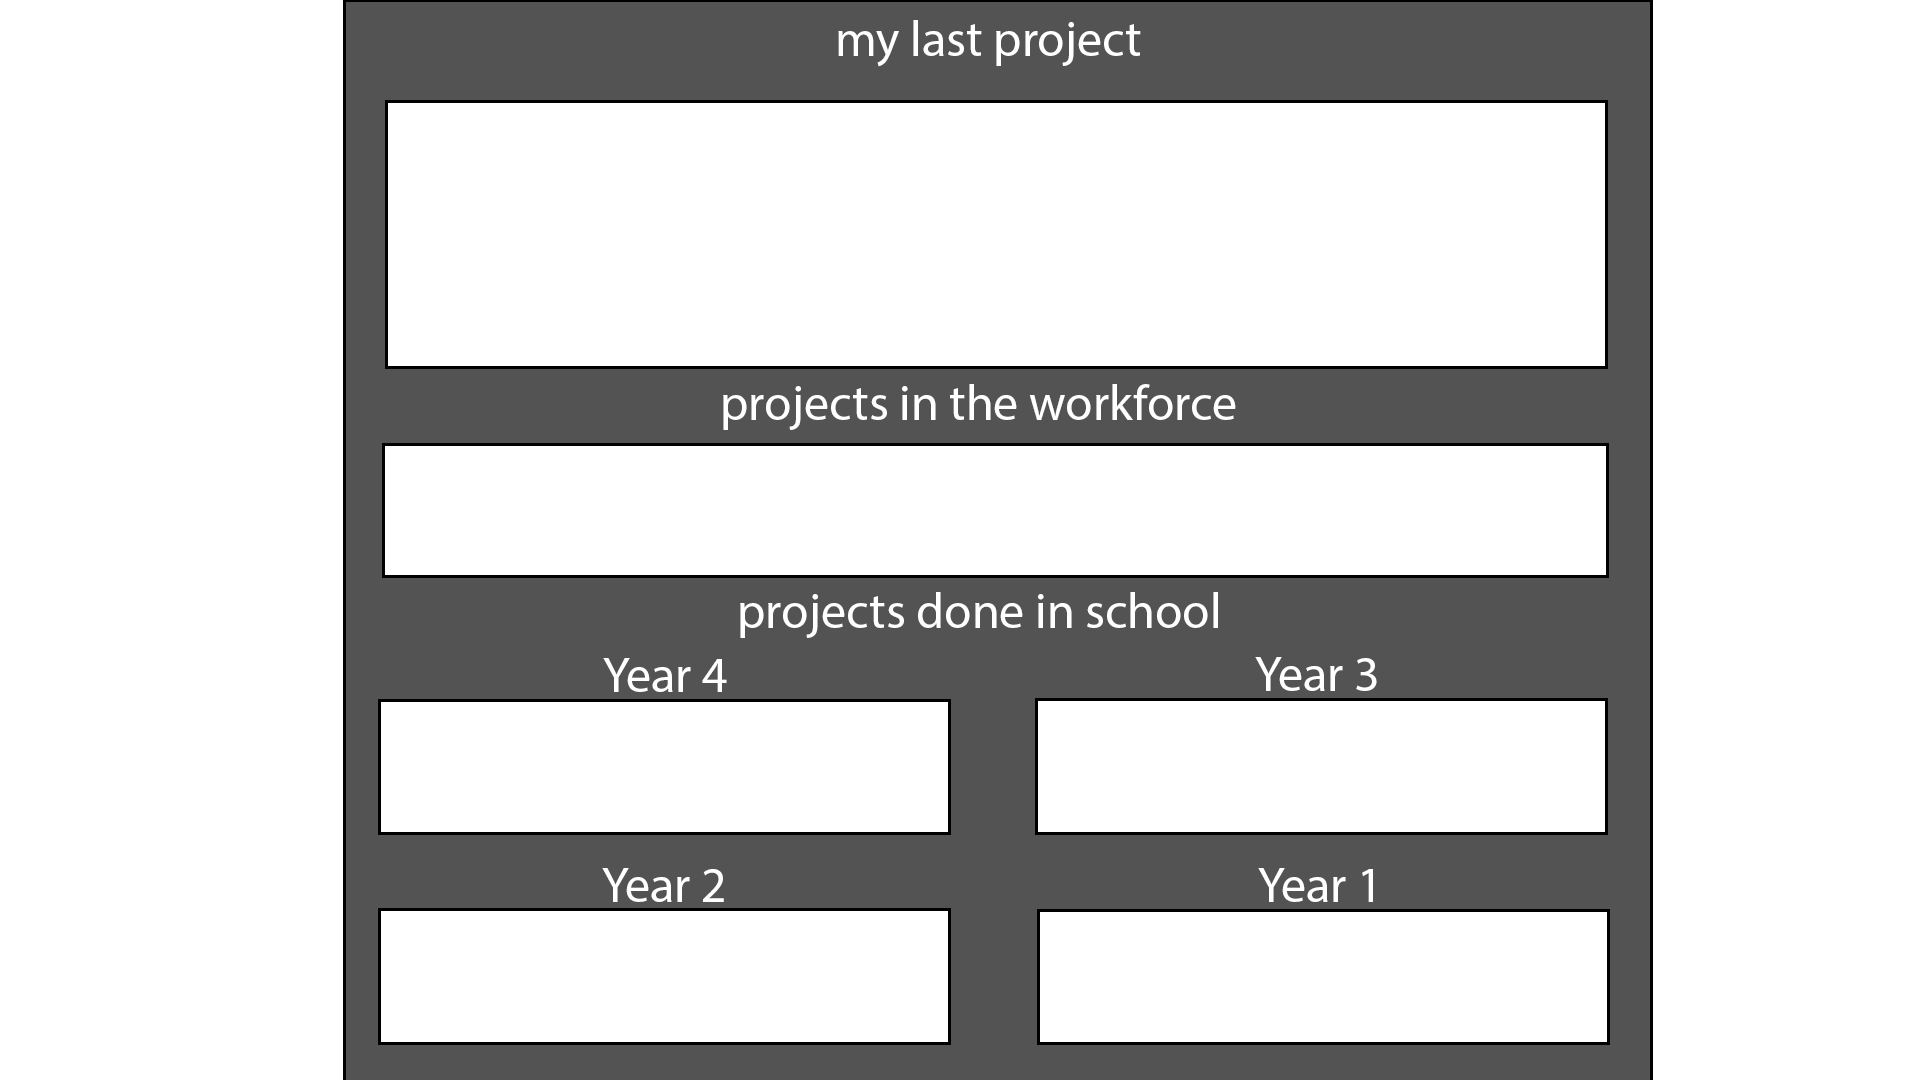 my last project
projects in the workforce
projects done in school
Year 4
Year 3
Year 2
Year 1